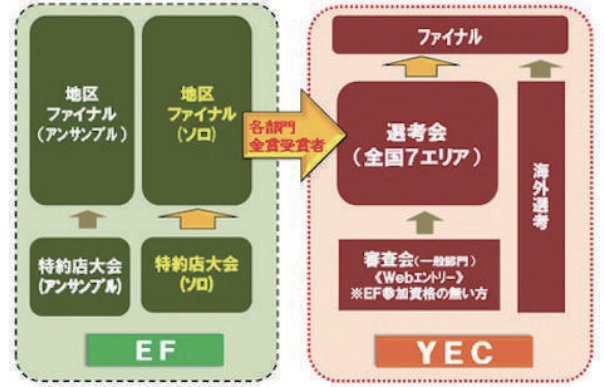 地区
ファイナル
(アンサンブル)
地区
ファイナル
(ソロ)
特約店大会
(アンサンブル)
特約店大会
(ソロ)
EF
各部門
金賞受賞者
ファイナル
選考会
(全国7エリア)
海外選考
審査会(一般部門)
《Webエントリー》
※EF参加資格の無い方
YEC